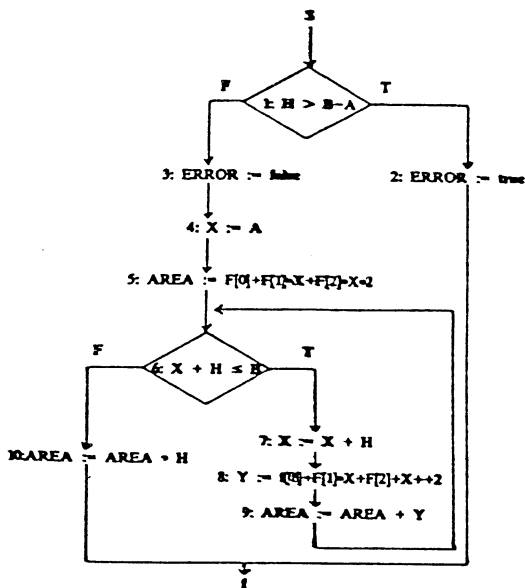 S
F
T
1: H > B-A
3: ERROR := false
2: ERROR := true
4: X := A
5: AREA := F[0]+F[1]=X+F[2]=X=2
F
T
6: X + H ≤ B
7: X := X + H
10:AREA := AREA * H
8: Y := F[0]+F[1]=X+F[2]+X++2
9: AREA := AREA + Y
f